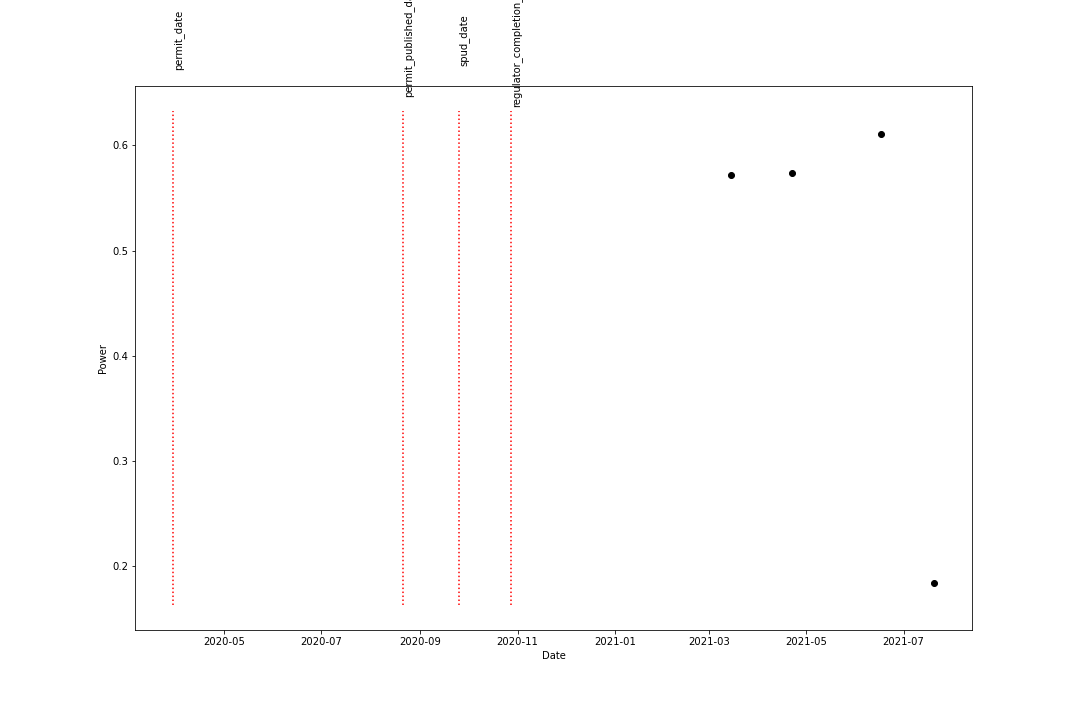 permit_date
permit_published_d
spud_date
regulator_completion_
0.6
0.5
0.4
0.3
0.2
Power
2020-05 2020-07 2020-09 2020-11 2021-01 2021-03 2021-05 2021-07
Date